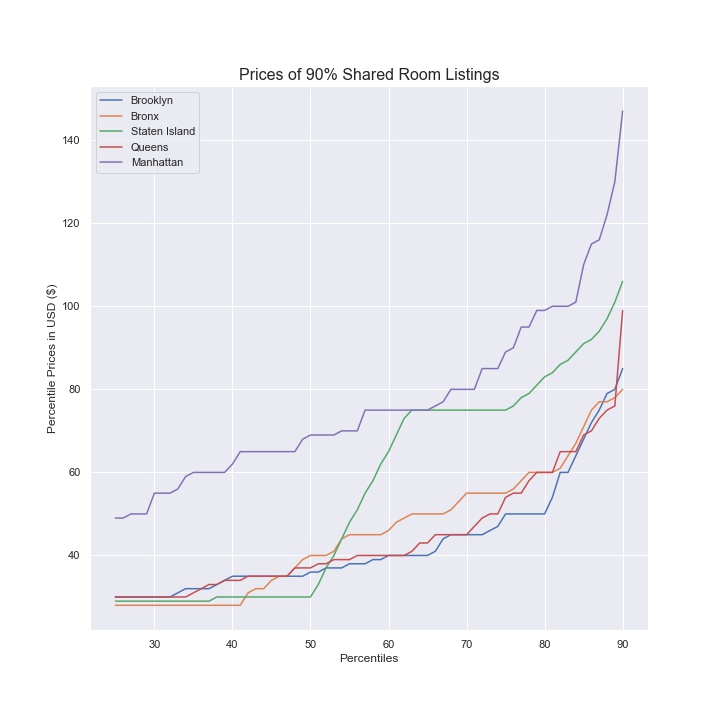 Prices of 90% Shared Room Listings
Brooklyn
Bronx
Staten Island
Queens
Manhattan
140
120
100
80
60
40
Percentile Prices in USD ($)
30
40
50
60
70
80
90
Percentiles